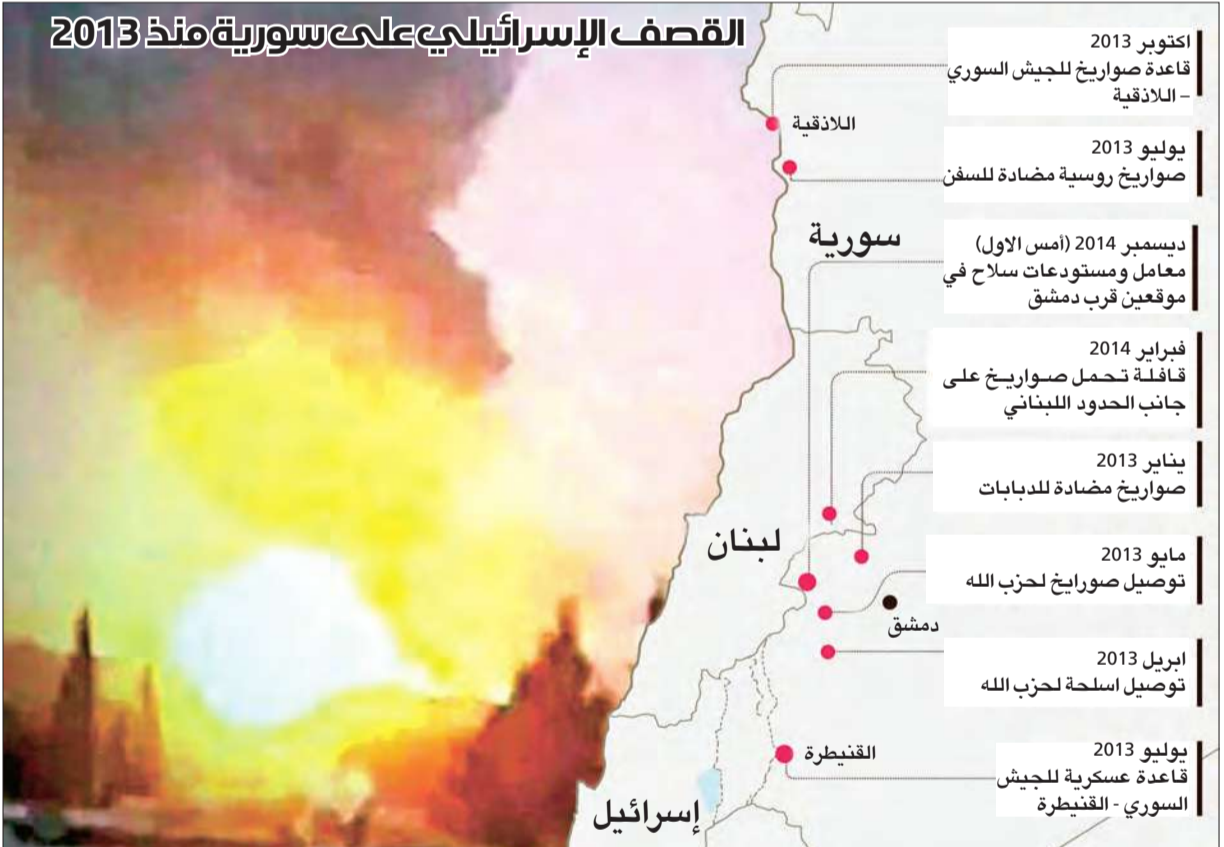 القصف الإسرائيلي على سورية منذ 2013
اكتوبر 2013
قاعدة صواريخ للجيش السوري
– اللاذقية
يوليو 2013
صواريخ روسية مضادة للسفن
ديسمبر 2014 (أمس الاول)
معامل ومستودعات سلاح في
موقعين قرب دمشق
فبراير 2014
قافلة تحمل صواريخ على
جانب الحدود اللبناني
يناير 2013
صواريخ مضادة للدبابات
مايو 2013
توصيل صورايخ لحزب الله
ابريل 2013
توصيل اسلحة لحزب الله
يوليو 2013
قاعدة عسكرية للجيش
السوري - القنيطرة
اللاذقية
سورية
لبنان
دمشق
القنيطرة
إسرائيل